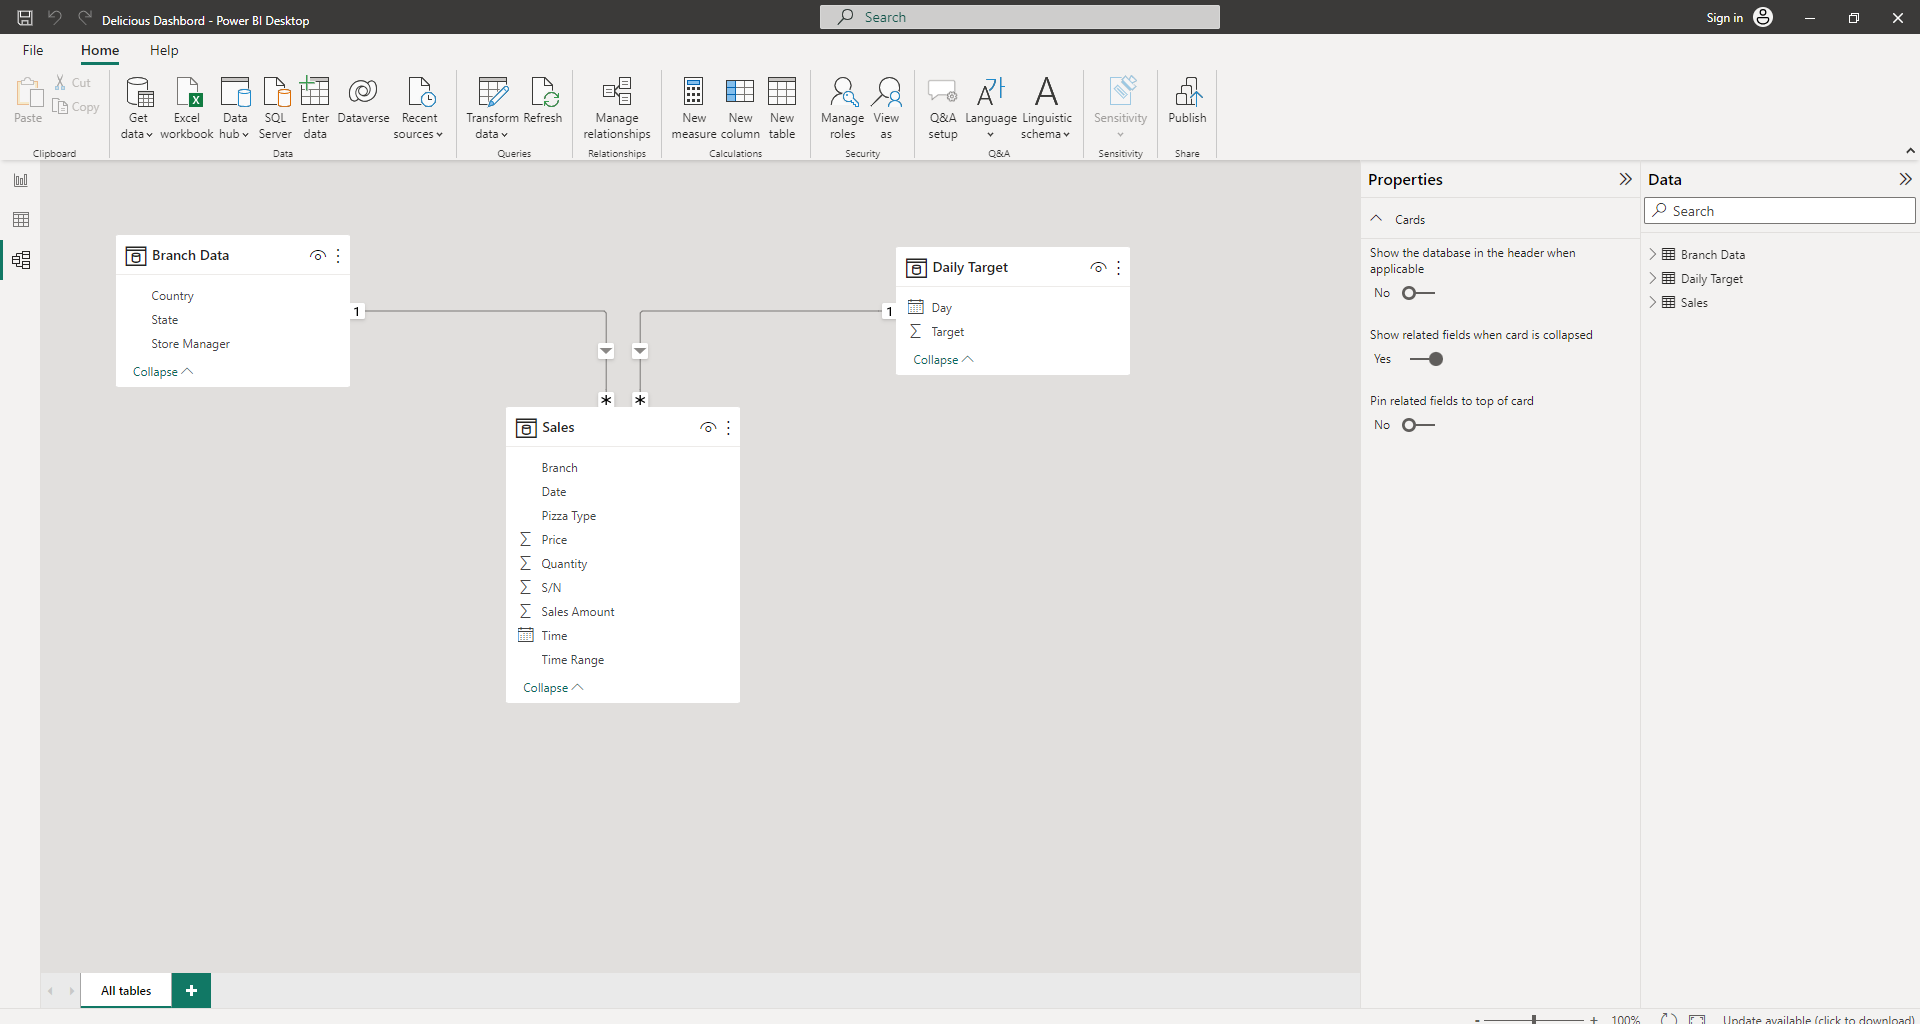 Delicious Dashbord - Power BI Desktop
Search
Sign in
File
Home
Help
Paste
Cut
Copy
Clipboard
Get data
Excel workbook
Data hub
SQL Server
Enter data
Dataverse
Recent sources
Data
Transform data
Refresh
Queries
Manage relationships
Relationships
New measure
New column
New table
Calculations
Manage roles
View as
Security
Q&A setup
Language
Linguistic schema
Q&A
Sensitivity
Sensitivity
Publish
Share
Branch Data
Country
State
Store Manager
Collapse
1
Daily Target
Day
Target
Collapse
1
*
*
Sales
Branch
Date
Pizza Type
Price
Quantity
S/N
Sales Amount
Time
Time Range
Collapse
Properties
Cards
Show the database in the header when
applicable
No
Show related fields when card is collapsed
Yes
Pin related fields to top of card
No
Data
Search
Branch Data
Daily Target
Sales
All tables
+
- + 100%
Update available (click to download)